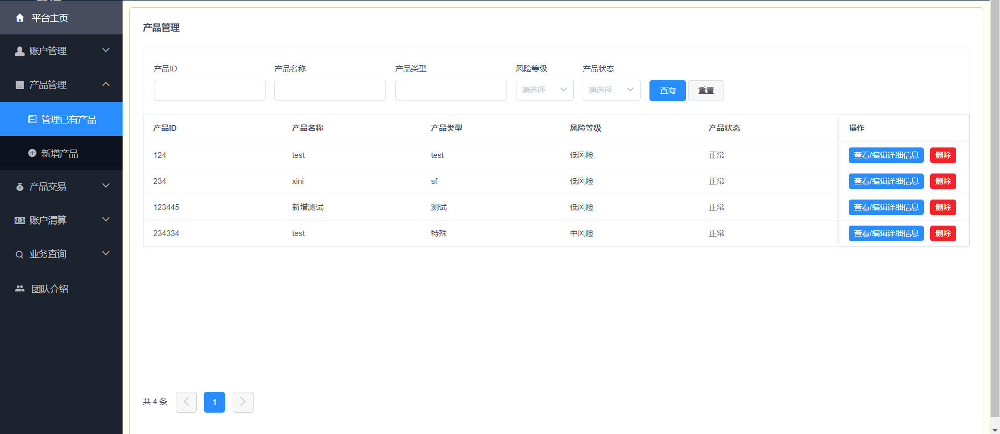 平台主页
账户管理
产品管理
管理已有产品
新增产品
产品交易
账户清算
业务查询
团队介绍
产品管理
产品ID 产品名称 产品类型 风险等级 产品状态
请选择 请选择 查询 重置
产品ID 产品名称 产品类型 风险等级 产品状态 操作
124 test test 低风险 正常 查看/编辑详细信息 删除
234 xini sf 低风险 正常 查看/编辑详细信息 删除
123445 新增测试 测试 低风险 正常 查看/编辑详细信息 删除
234334 test 特殊 中风险 正常 查看/编辑详细信息 删除
共 4 条 1